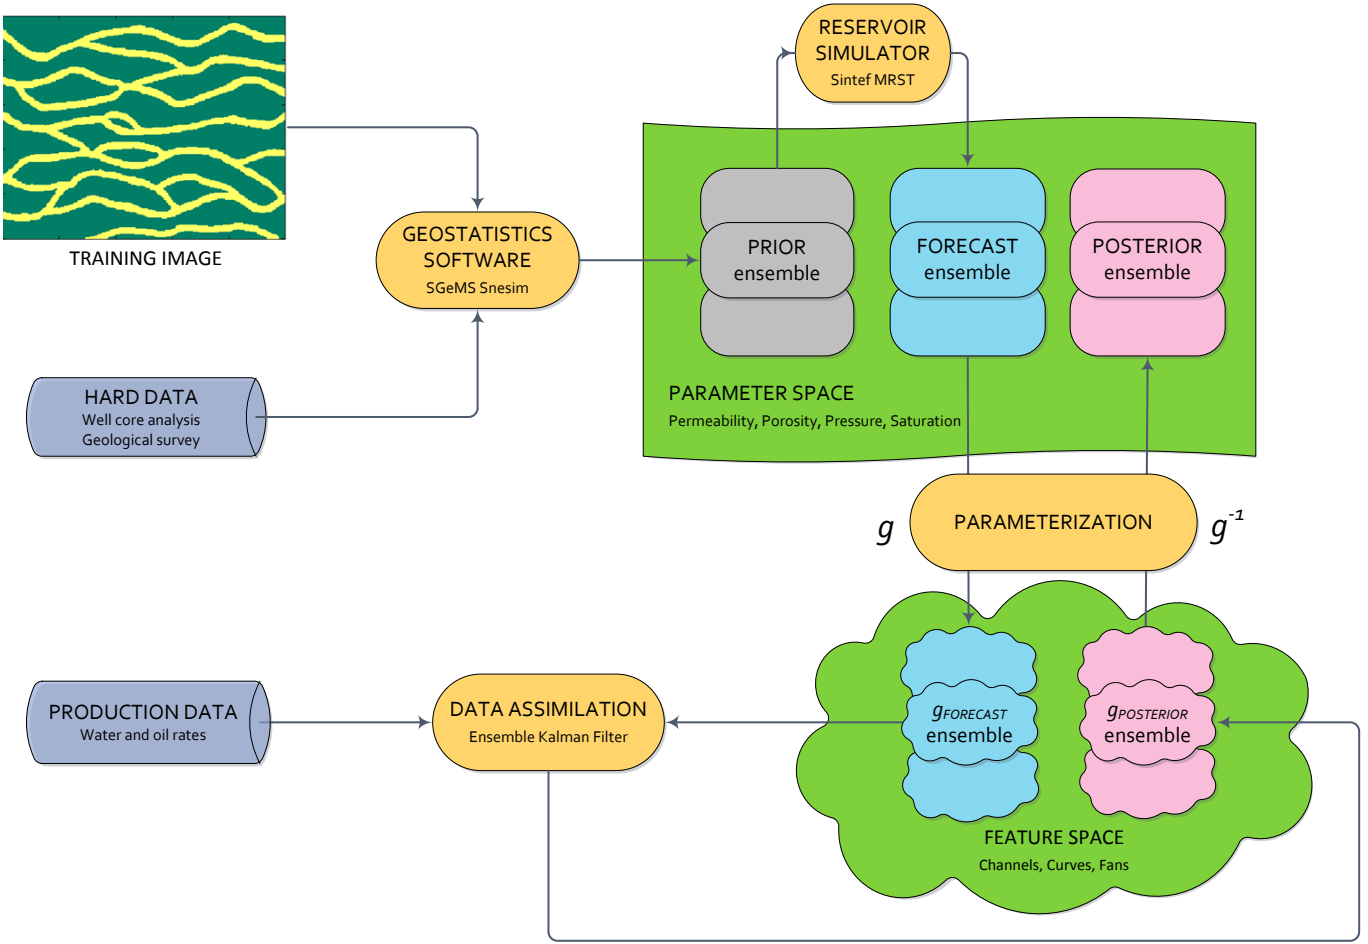 RESERVOIR
SIMULATOR
Sintef MRST
TRAINING IMAGE
GEOSTATISTICS
SOFTWARE
SGeMS Snesim
PRIOR
ensemble
FORECAST
ensemble
POSTERIOR
ensemble
HARD DATA
Well core analysis
Geological survey
PARAMETER SPACE
Permeability, Porosity, Pressure, Saturation
g
PARAMETERIZATION
g-1
PRODUCTION DATA
Water and oil rates
DATA ASSIMILATION
Ensemble Kalman Filter
gFORECAST
ensemble
gPOSTERIOR
ensemble
FEATURE SPACE
Channels, Curves, Fans